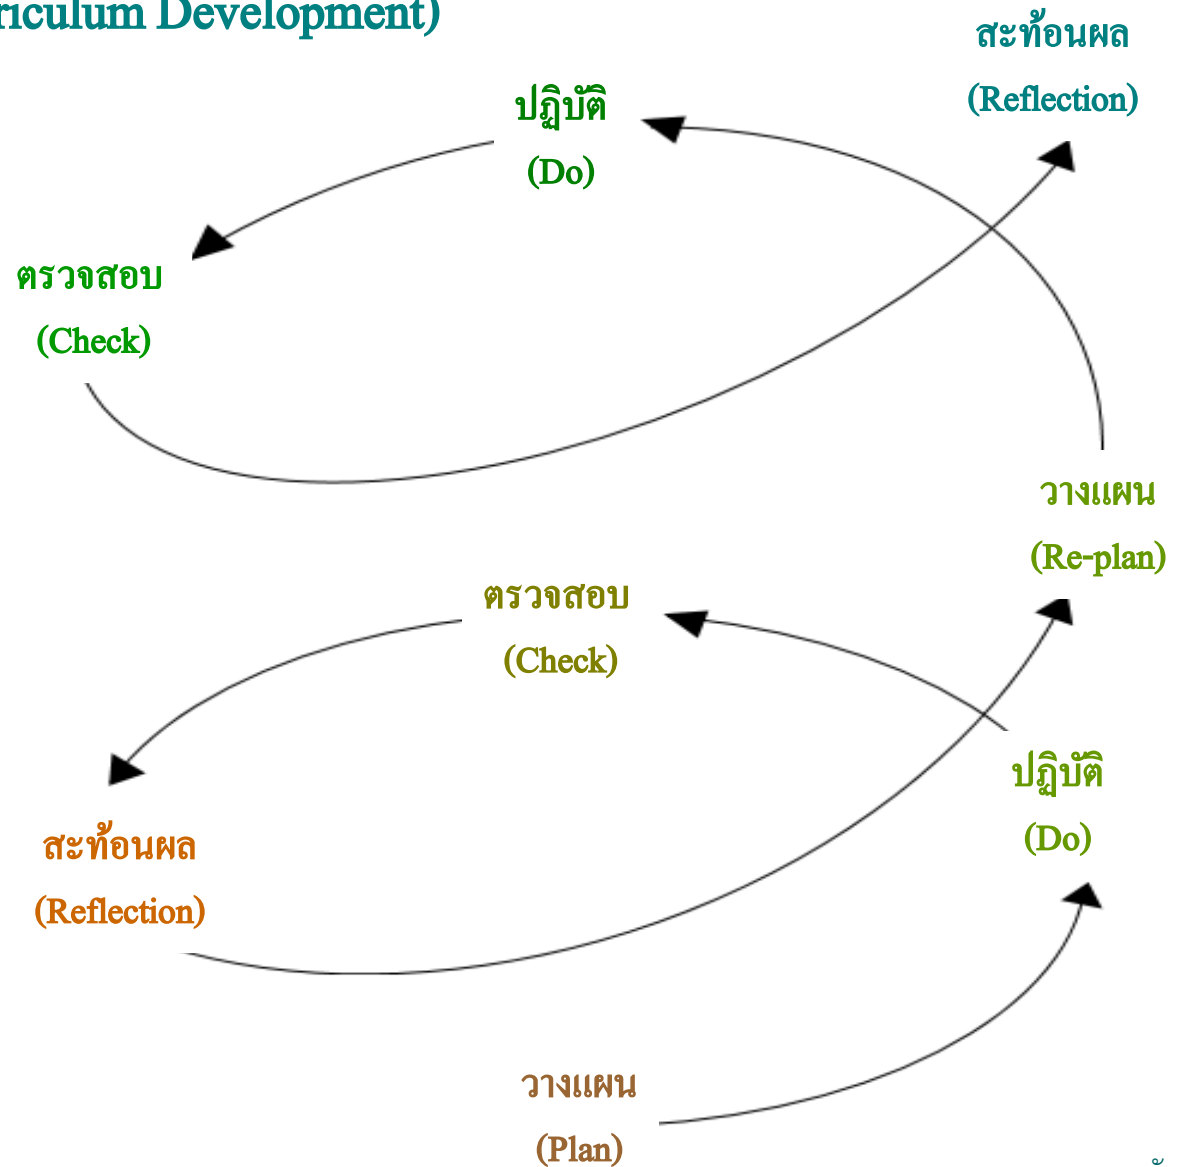 riculum Development)
สะท้อนผล
(Reflection)
ปฏิบัติ
(Do)
ตรวจสอบ
(Check)
วางแผน
(Re-plan)
ตรวจสอบ
(Check)
ปฏิบัติ
(Do)
สะท้อนผล
(Reflection)
วางแผน
(Plan)